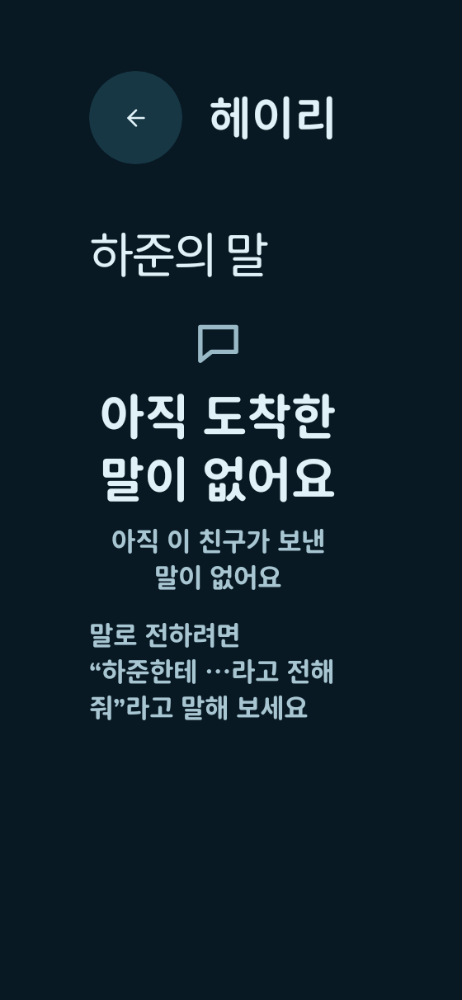 헤이리
하준의 말
아직 도착한
말이 없어요
아직 이 친구가 보낸
말이 없어요
말로 전하려면
“하준한테 …라고 전해
줘”라고 말해 보세요